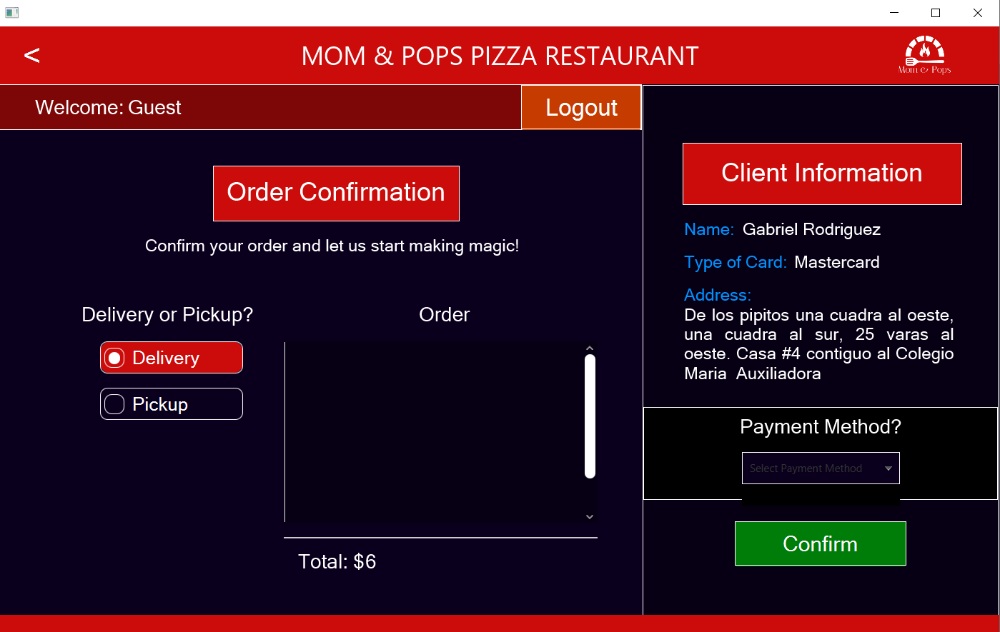 <
MOM & POPS PIZZA RESTAURANT
Mom & Pops
Welcome: Guest
Logout
Order Confirmation
Confirm your order and let us start making magic!
Delivery or Pickup?
Delivery
Pickup
Order
Total: $6
Client Information
Name: Gabriel Rodriguez
Type of Card: Mastercard
Address:
De los pipitos una cuadra al oeste,
una cuadra al sur, 25 varas al
oeste. Casa #4 contiguo al Colegio
Maria Auxiliadora
Payment Method?
Select Payment Method
Confirm